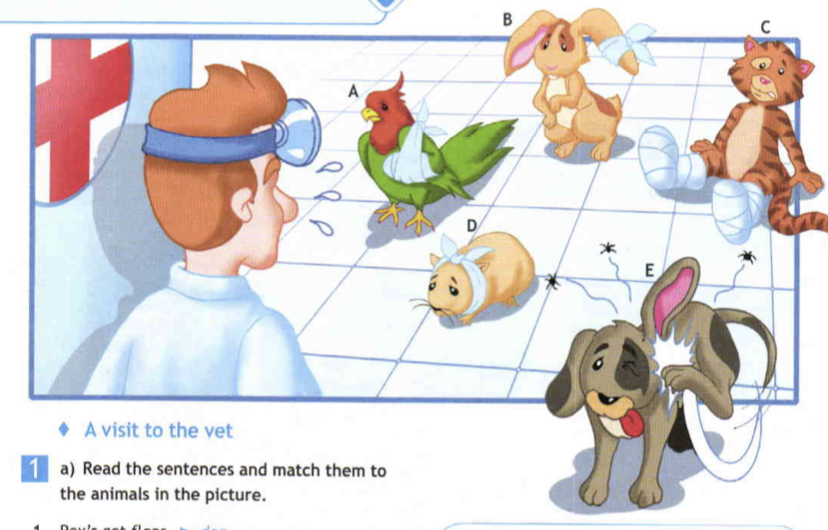 B
C
A
D
E
A visit to the vet
1 a) Read the sentences and match them to
the animals in the picture.